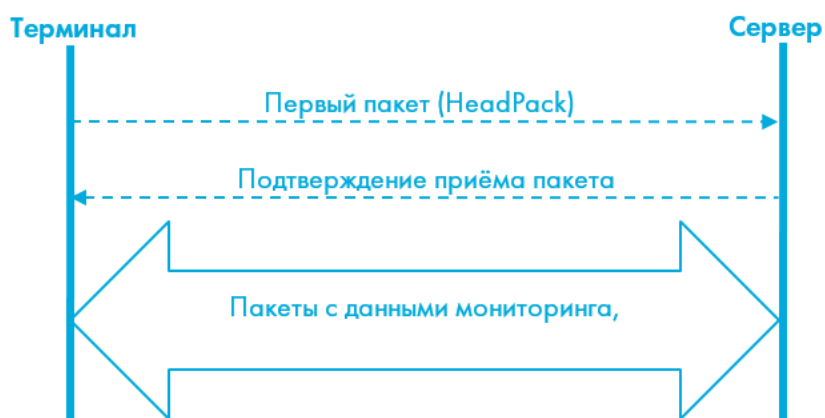 Терминал
Сервер
Первый пакет (HeadPack)
Подтверждение приёма пакета
Пакеты с данными мониторинга,